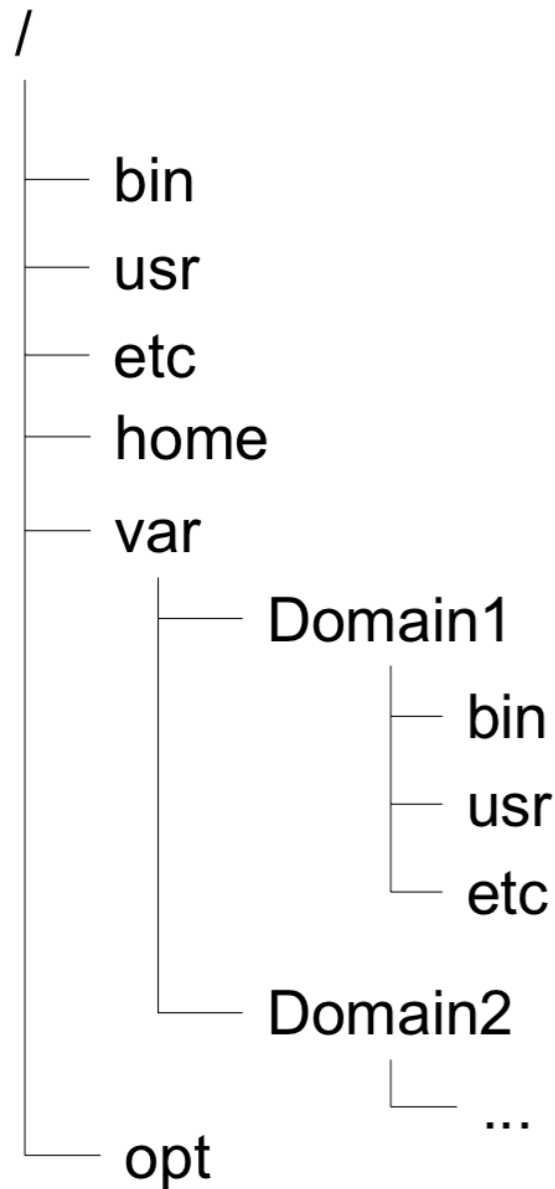 /
bin
usr
etc
home
var
Domain1
bin
usr
etc
Domain2
...
opt